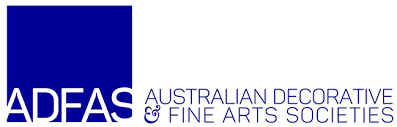 ADFAS
AUSTRALIAN DECORATIVE
& FINE ARTS SOCIETIES